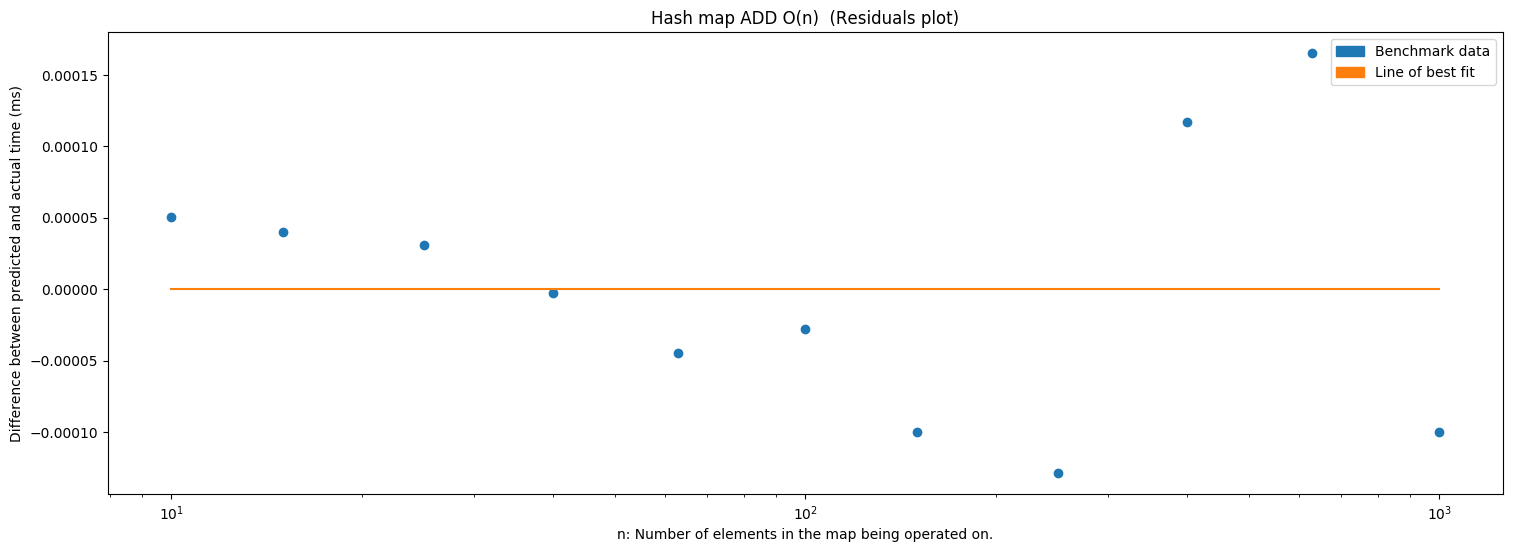 Hash map ADD O(n)  (Residuals plot)
Benchmark data
Line of best fit
Difference between predicted and actual time (ms)
0.00015
0.00010
0.00005
0.00000
−0.00005
−0.00010
10¹ 10² 10³
n: Number of elements in the map being operated on.